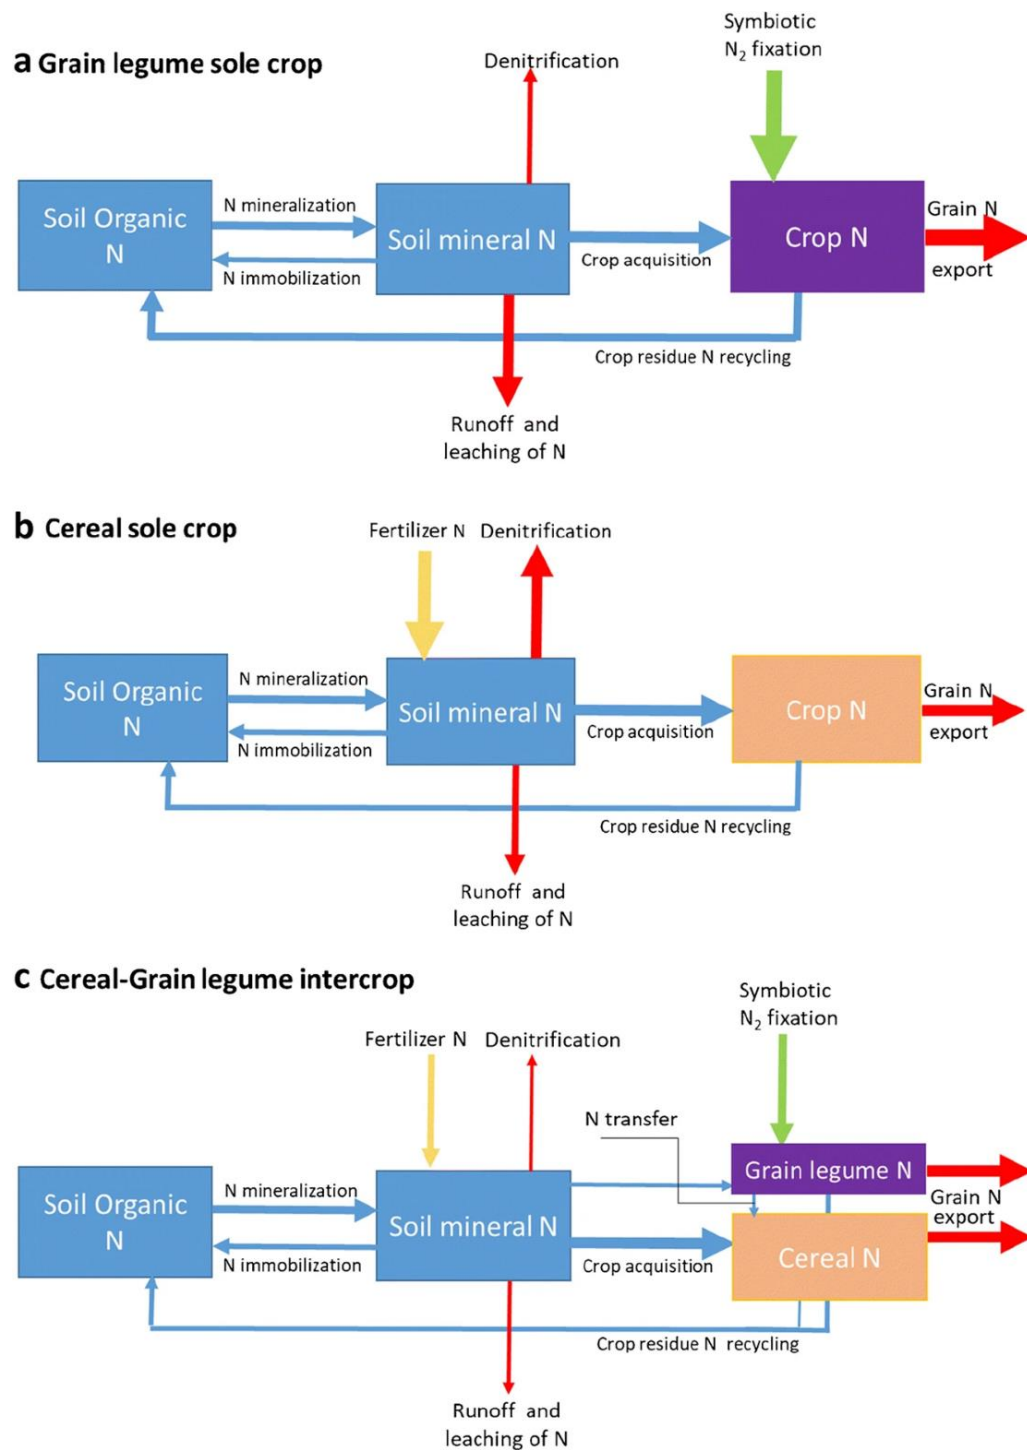 a Grain legume sole crop
Symbiotic
N₂ fixation
Denitrification
Soil Organic
N
N mineralization
N immobilization
Soil mineral N
Crop acquisition
Crop N
Grain N
export
Crop residue N recycling
Runoff and
leaching of N
b Cereal sole crop
Fertilizer N
Denitrification
Soil Organic
N
N mineralization
N immobilization
Soil mineral N
Crop acquisition
Crop N
Grain N
export
Crop residue N recycling
Runoff and
leaching of N
c Cereal-Grain legume intercrop
Symbiotic
N₂ fixation
Fertilizer N
Denitrification
N transfer
Soil Organic
N
N mineralization
N immobilization
Soil mineral N
Crop acquisition
Grain legume N
Cereal N
Grain N
export
Crop residue N recycling
Runoff and
leaching of N